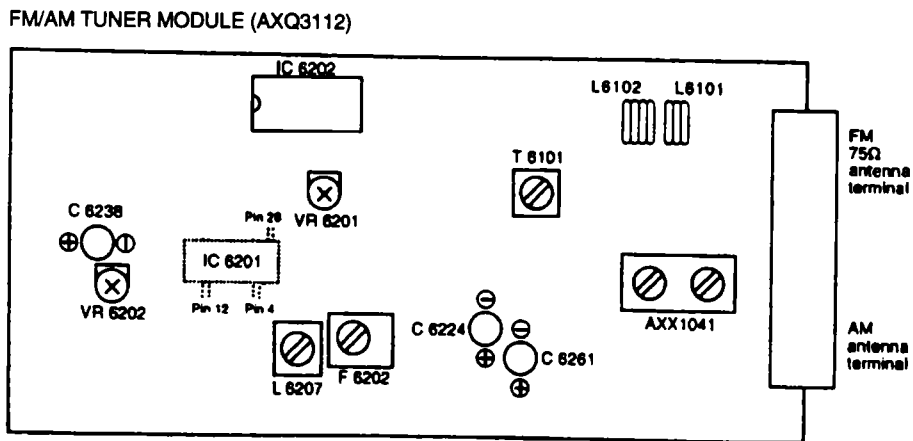 FM/AM TUNER MODULE (AXQ3112)
IC 6202
L6102
L6101
FM
75Ω
antenna
terminal
T 6101
VR 6201
C 6238
Pin 28
IC 6201
VR 6202
Pin 12
Pin 4
AXX1041
C 6224
C 6261
AM
antenna
terminal
L 6207
F 6202